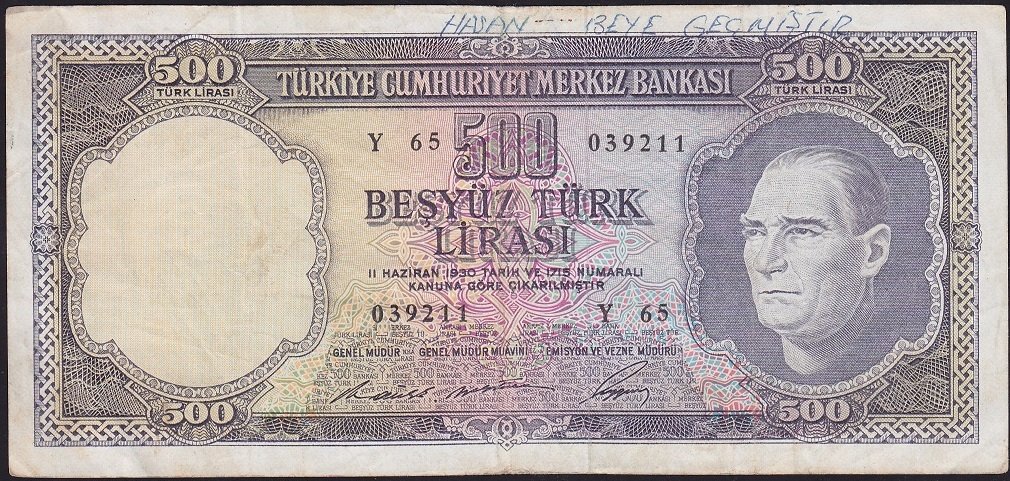 HASAN ---- BEYE GEÇMİŞTİR
500 500
TÜRK LİRASI TÜRK LİRASI
TÜRKİYE CUMHURİYET MERKEZ BANKASI
Y 65 500 039211
BEŞYÜZ TÜRK
LİRASI
11 HAZİRAN 1930 TARİH VE 1715 NUMARALI
KANUNA GÖRE ÇIKARILMIŞTIR
039211 Y 65
GENEL MÜDÜR GENEL MÜDÜR MUAVİNİ EMİSYON VE VEZNE MÜDÜRÜ
500 500